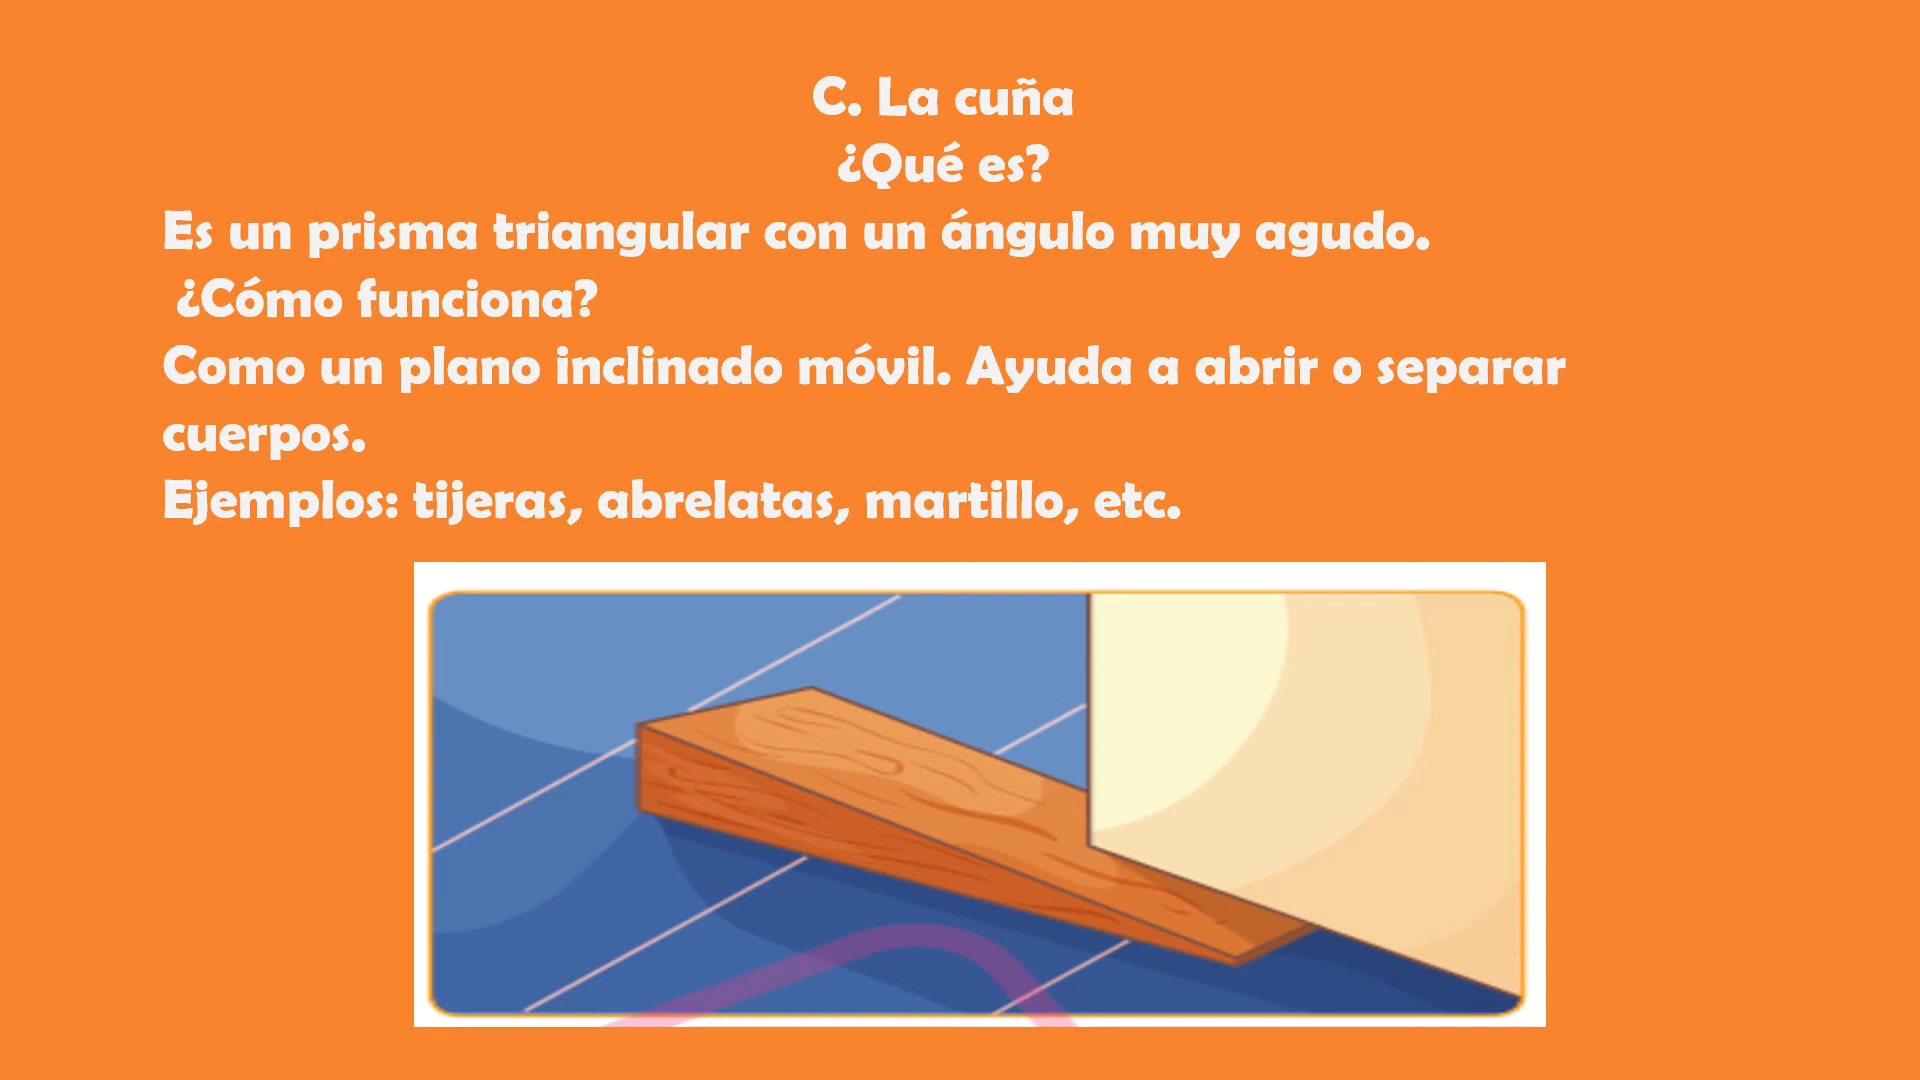 C. La cuña
¿Qué es?
Es un prisma triangular con un ángulo muy agudo.
¿Cómo funciona?
Como un plano inclinado móvil. Ayuda a abrir o separar
cuerpos.
Ejemplos: tijeras, abrelatas, martillo, etc.